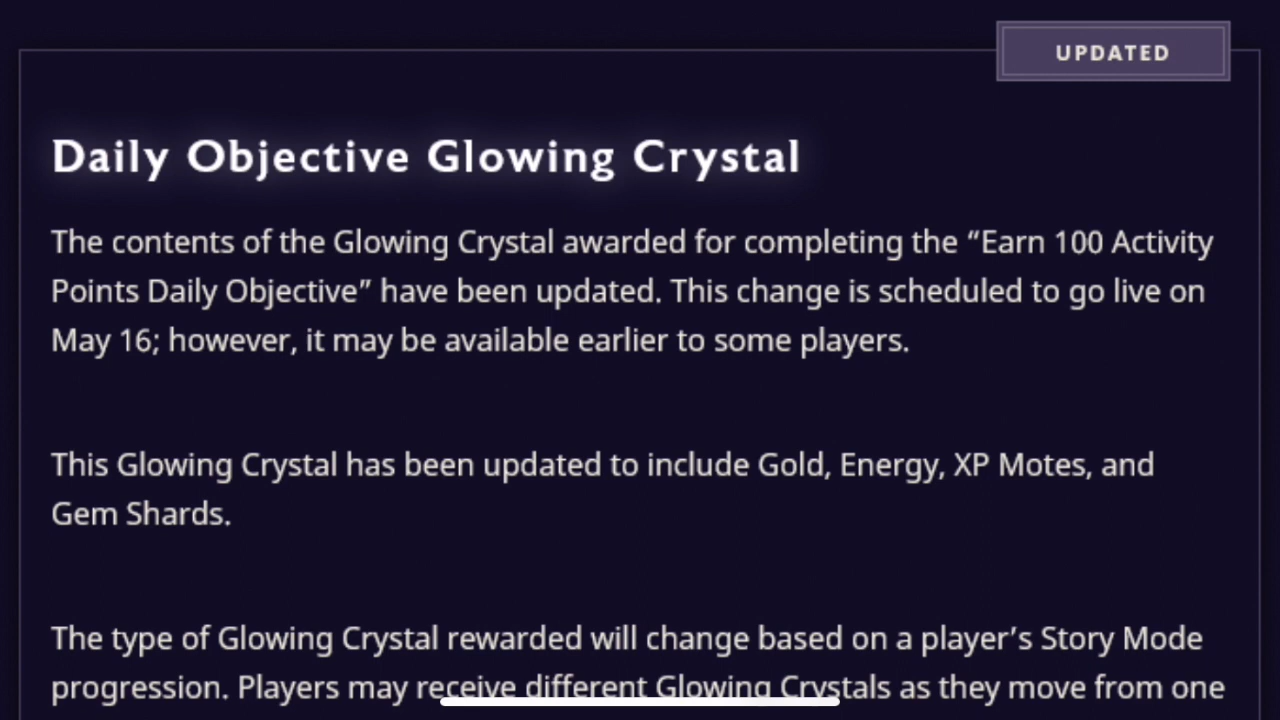 UPDATED
Daily Objective Glowing Crystal
The contents of the Glowing Crystal awarded for completing the “Earn 100 Activity
Points Daily Objective” have been updated. This change is scheduled to go live on
May 16; however, it may be available earlier to some players.
This Glowing Crystal has been updated to include Gold, Energy, XP Motes, and
Gem Shards.
The type of Glowing Crystal rewarded will change based on a player’s Story Mode
progression. Players may receive different Glowing Crystals as they move from one